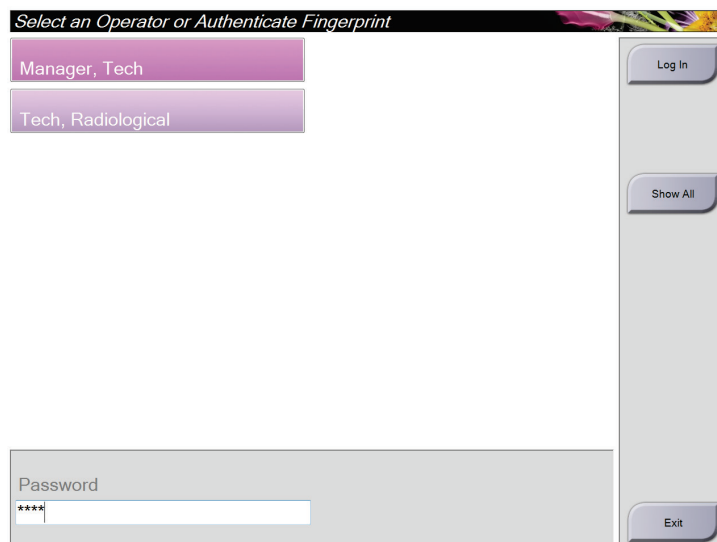 Select an Operator or Authenticate Fingerprint
Manager, Tech
Log In
Tech, Radiological
Show All
Password
****
Exit